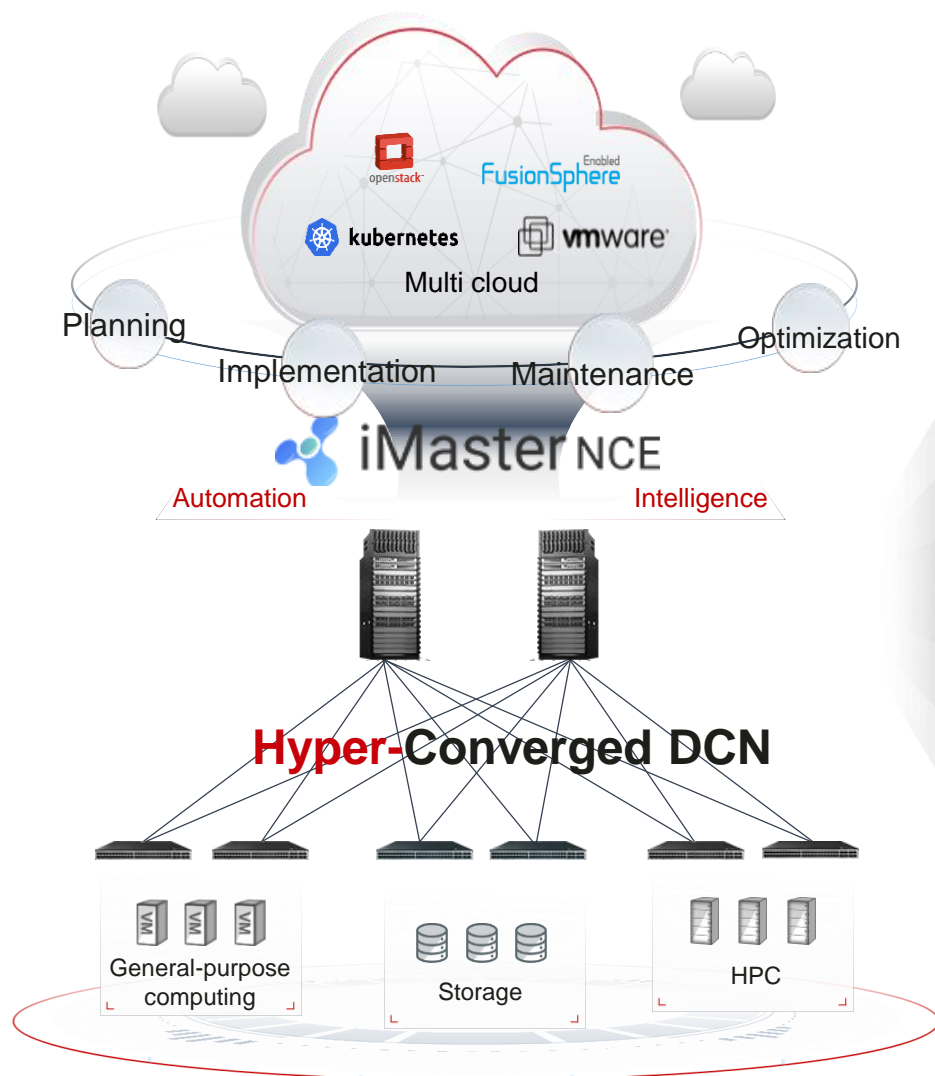 openstack™
Enabled
FusionSphere
kubernetes
vmware®
Multi cloud
Planning
Implementation
Maintenance
Optimization
iMaster NCE
Automation
Intelligence
Hyper-Converged DCN
VM
VM
VM
General-purpose
computing
Storage
HPC